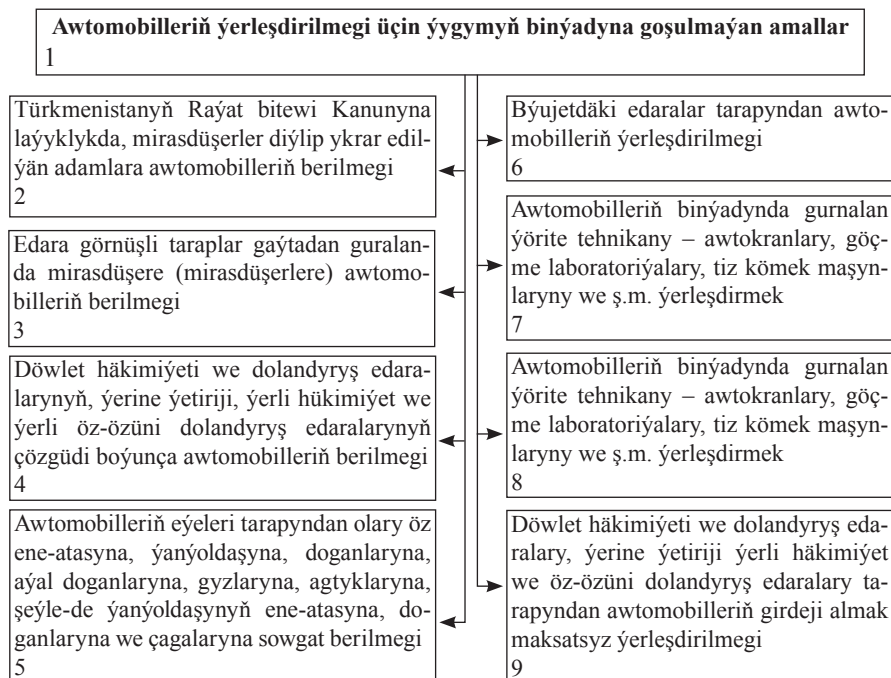 Awtomobilleriň ýerleşdirilmegi üçin ýygymyň binýadyna goşulmaýan amallar
1
Türkmenistanyň Raýat bitewi Kanunyna
laýyklykda, mirasdüşerler diýlip ykrar edil-
ýän adamlara awtomobilleriň berilmegi
2
Edara görnüşli taraplar gaýtadan guralan-
da mirasdüşere (mirasdüşerlere) awtomo-
billeriň berilmegi
3
Döwlet häkimiýeti we dolandyryş edara-
larynyň, ýerine ýetiriji, ýerli hükimiýet we
ýerli öz-özüni dolandyryş edaralarynyň
çözgüdi boýunça awtomobilleriň berilmegi
4
Awtomobilleriň eýeleri tarapyndan olary öz
ene-atasyna, ýanýoldaşyna, doganlaryna,
aýal doganlaryna, gyzlaryna, agtyklaryna,
şeýle-de ýanýoldaşynyň ene-atasyna, do-
ganlaryna we çagalaryna sowgat berilmegi
5
Býujetdäki edaralar tarapyndan awto-
mobilleriň ýerleşdirilmegi
6
Awtomobilleriň binýadynda gurnalan
ýörite tehnikany – awtokranlary, göç-
me laboratoriýalary, tiz kömek maşyn-
laryny we ş.m. ýerleşdirmek
7
Awtomobilleriň binýadynda gurnalan
ýörite tehnikany – awtokranlary, göç-
me laboratoriýalary, tiz kömek maşyn-
laryny we ş.m. ýerleşdirmek
8
Döwlet häkimiýeti we dolandyryş eda-
ralary, ýerine ýetiriji ýerli häkimiýet
we öz-özüni dolandyryş edaralary ta-
rapyndan awtomobilleriň girdeji almak
maksatsyz ýerleşdirilmegi
9